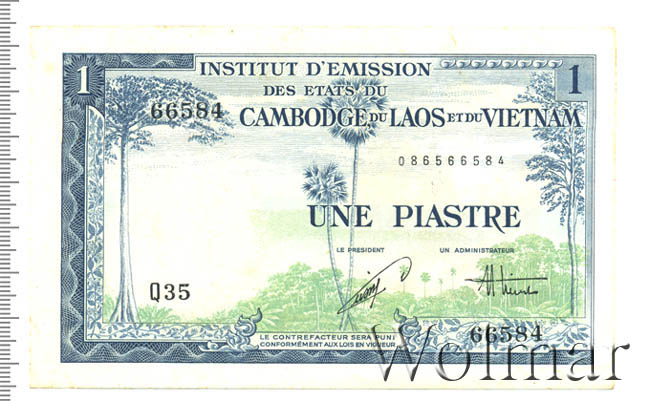 1 INSTITUT D'EMISSION 1
DES ETATS DU
66584 CAMBODGE, DU LAOS ET DU VIETNAM
086566584
UNE PIASTRE
LE PRESIDENT UN ADMINISTRATEUR
Q35
66584
LE CONTREFACTEUR SERA PUNI
CONFORMÉMENT AUX LOIS EN VIGUEUR
Wolmar